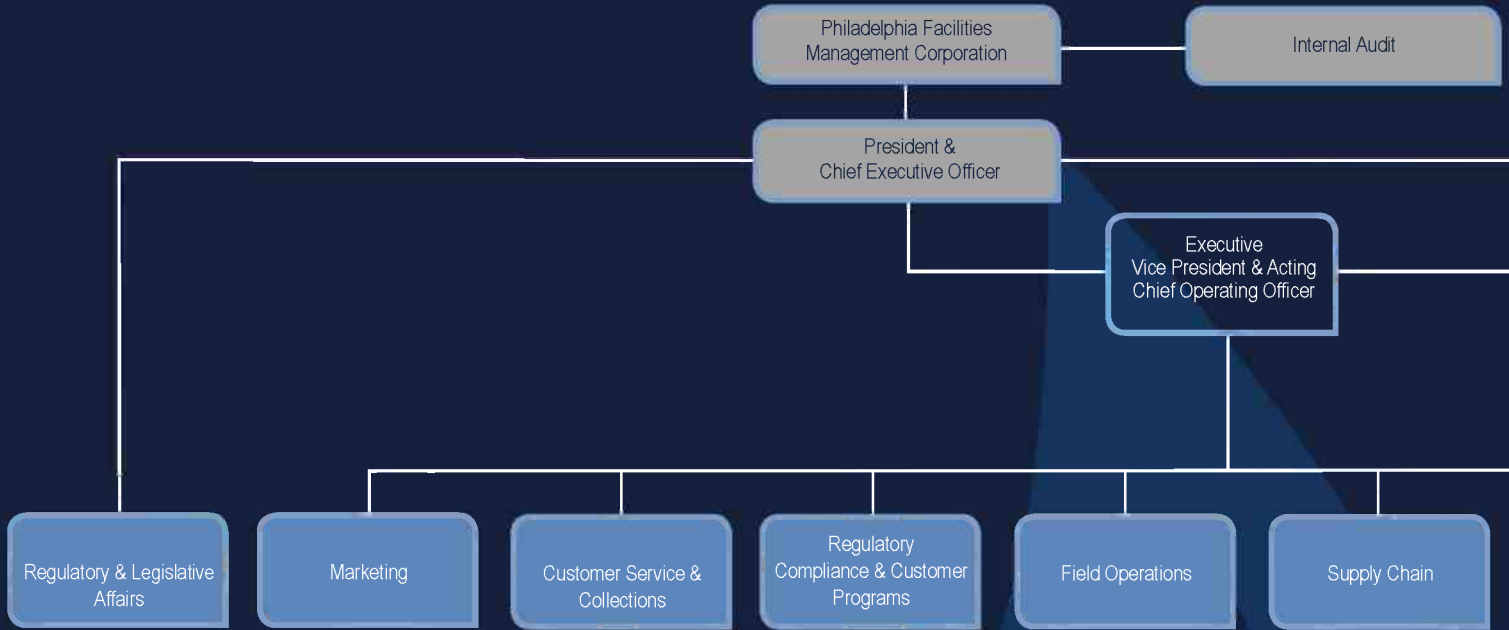 Philadelphia Facilities
Management Corporation
Internal Audit
President &
Chief Executive Officer
Executive
Vice President & Acting
Chief Operating Officer
Regulatory & Legislative
Affairs
Marketing
Customer Service &
Collections
Regulatory
Compliance & Customer
Programs
Field Operations
Supply Chain